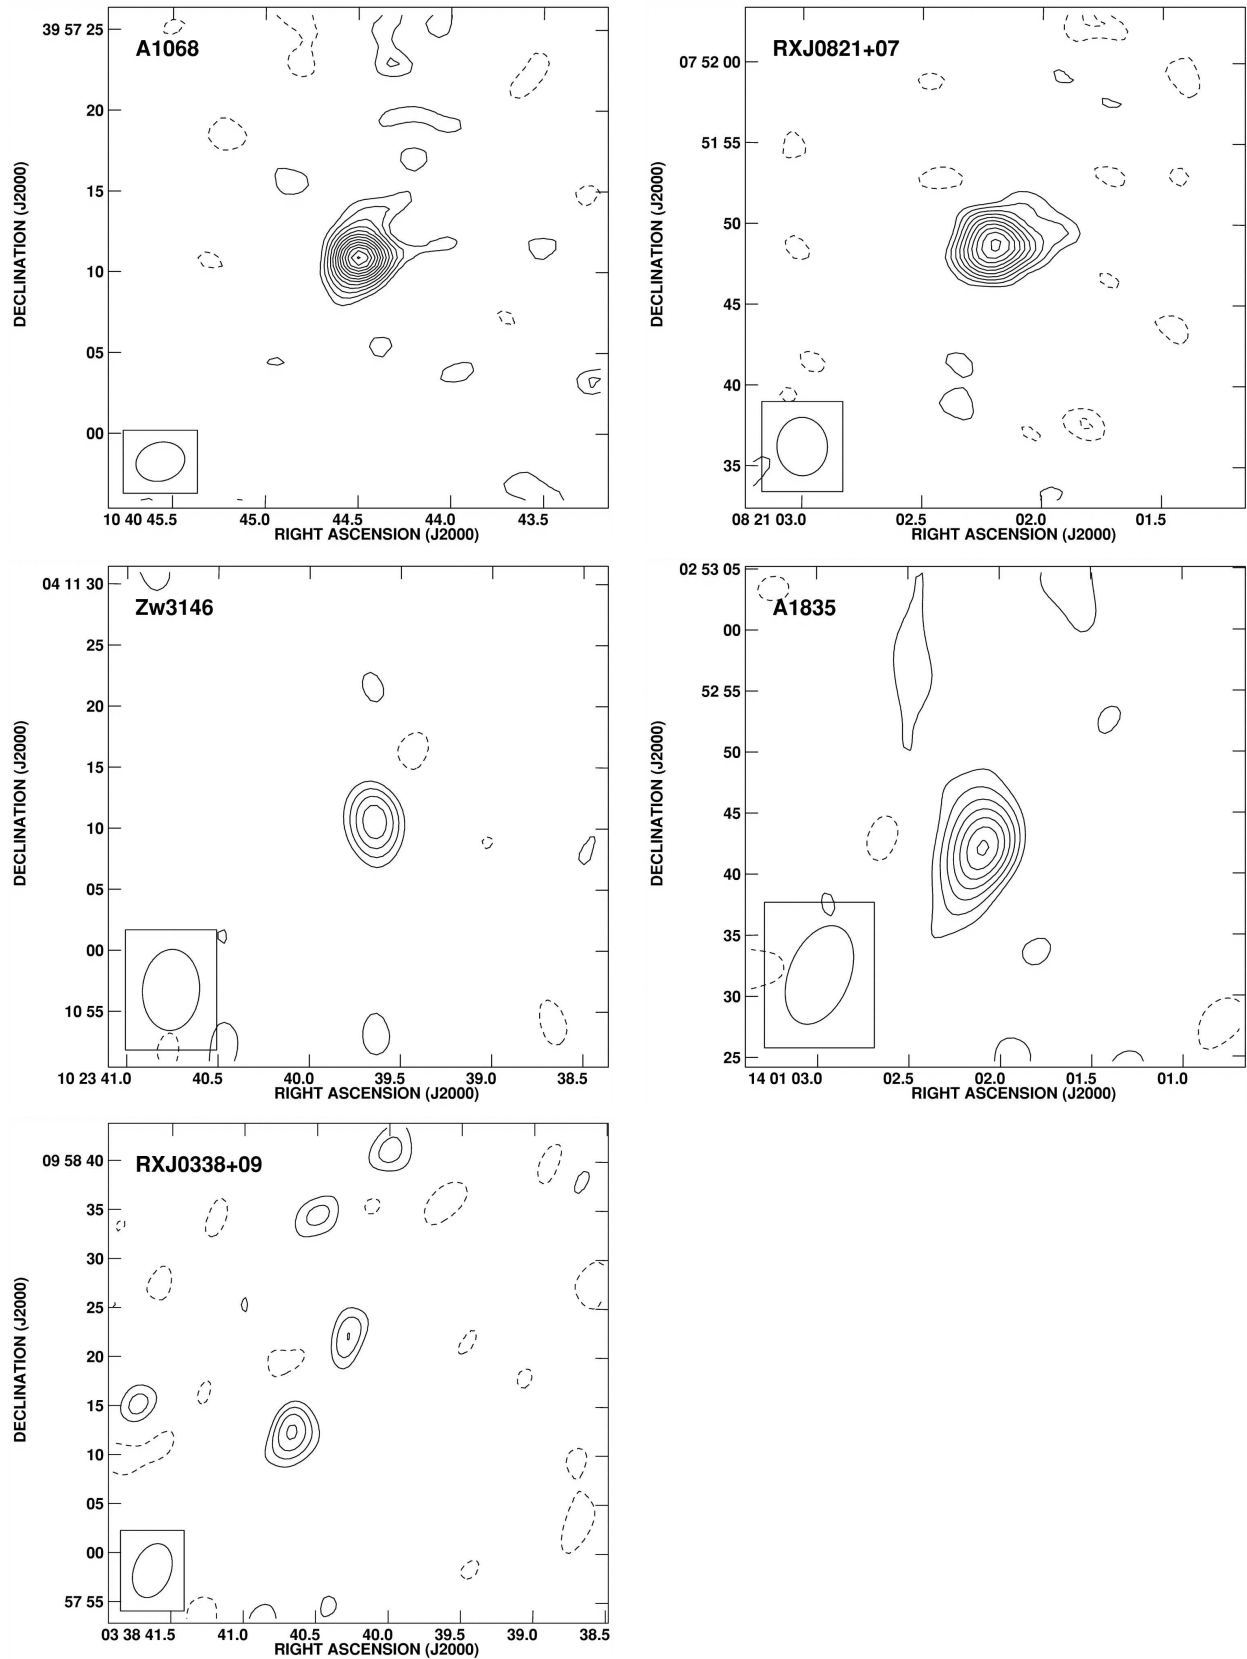 A1068
39 57 25
20
15
10
05
00
DECLINATION (J2000)
10 40 45.5
45.0
44.5
44.0
43.5
RIGHT ASCENSION (J2000)
RXJ0821+07
07 52 00
51 55
50
45
40
35
DECLINATION (J2000)
08 21 03.0
02.5
02.0
01.5
RIGHT ASCENSION (J2000)
Zw3146
04 11 30
25
20
15
10
05
00
10 55
DECLINATION (J2000)
10 23 41.0
40.5
40.0
39.5
39.0
38.5
RIGHT ASCENSION (J2000)
A1835
02 53 05
00
52 55
50
45
40
35
30
25
DECLINATION (J2000)
14 01 03.0
02.5
02.0
01.5
01.0
RIGHT ASCENSION (J2000)
RXJ0338+09
09 58 40
35
30
25
20
15
10
05
00
57 55
DECLINATION (J2000)
03 38 41.5
41.0
40.5
40.0
39.5
39.0
38.5
RIGHT ASCENSION (J2000)